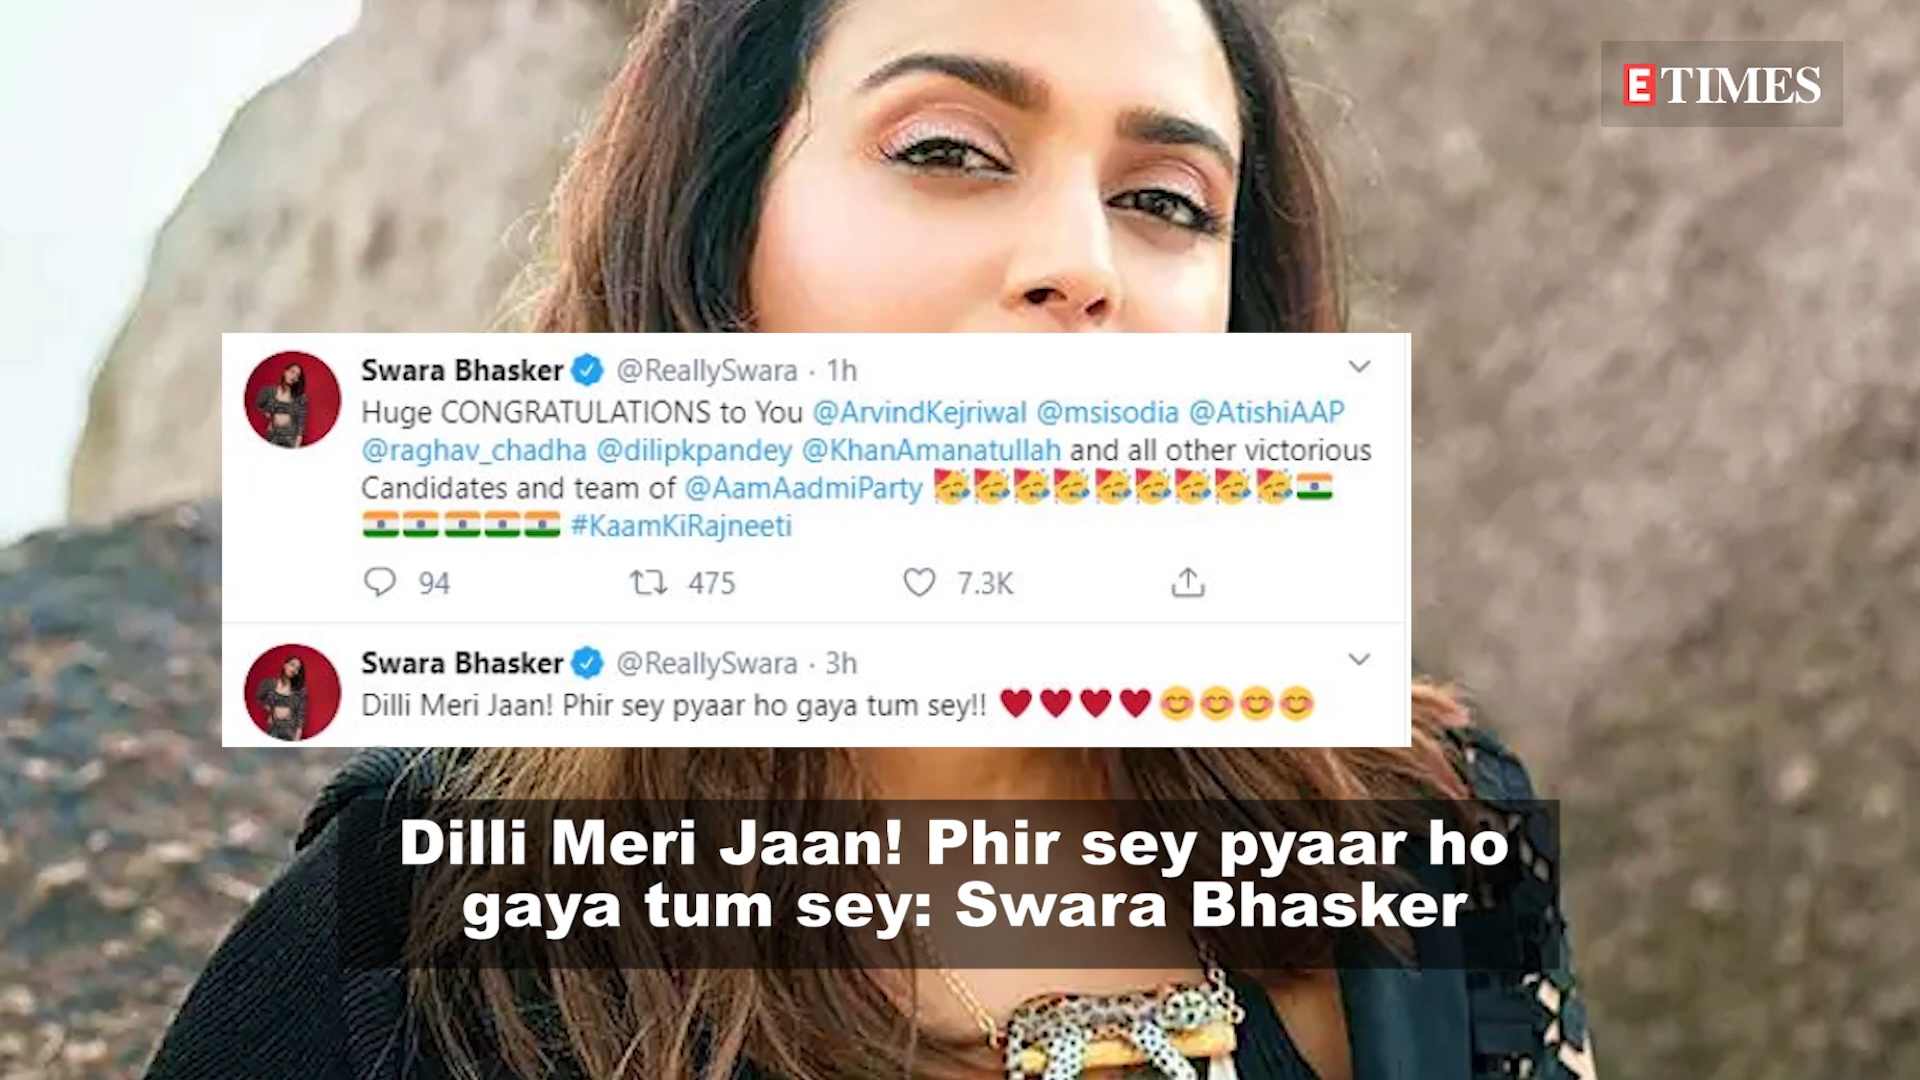 ETIMES
Swara Bhasker @ReallySwara · 1h
Huge CONGRATULATIONS to You @ArvindKejriwal @msisodia @AtishiAAP
@raghav_chadha @dilipkpandey @KhanAmanatullah and all other victorious
Candidates and team of @AamAadmiParty 🥳🥳🥳🥳🥳🥳🥳🥳🥳🇮🇳
🇮🇳🇮🇳🇮🇳🇮🇳🇮🇳 #KaamKiRajneeti
94 475 7.3K
Swara Bhasker @ReallySwara · 3h
Dilli Meri Jaan! Phir sey pyaar ho gaya tum sey!! ♥♥♥♥😊😊😊😊
Dilli Meri Jaan! Phir sey pyaar ho
gaya tum sey: Swara Bhasker